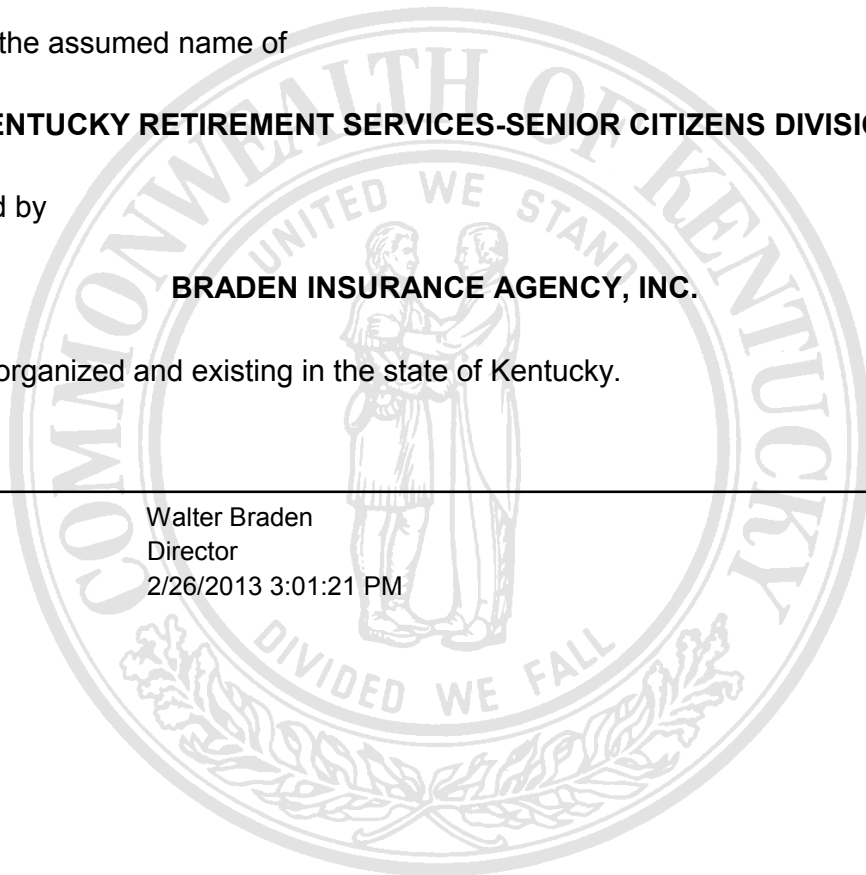 the assumed name of
ENTUCKY RETIREMENT SERVICES-SENIOR CITIZENS DIVISIO
d by
BRADEN INSURANCE AGENCY, INC.
organized and existing in the state of Kentucky.
Walter Braden
Director
2/26/2013 3:01:21 PM
COMMONWEALTH OF KENTUCKY
UNITED WE STAND
DIVIDED WE FALL